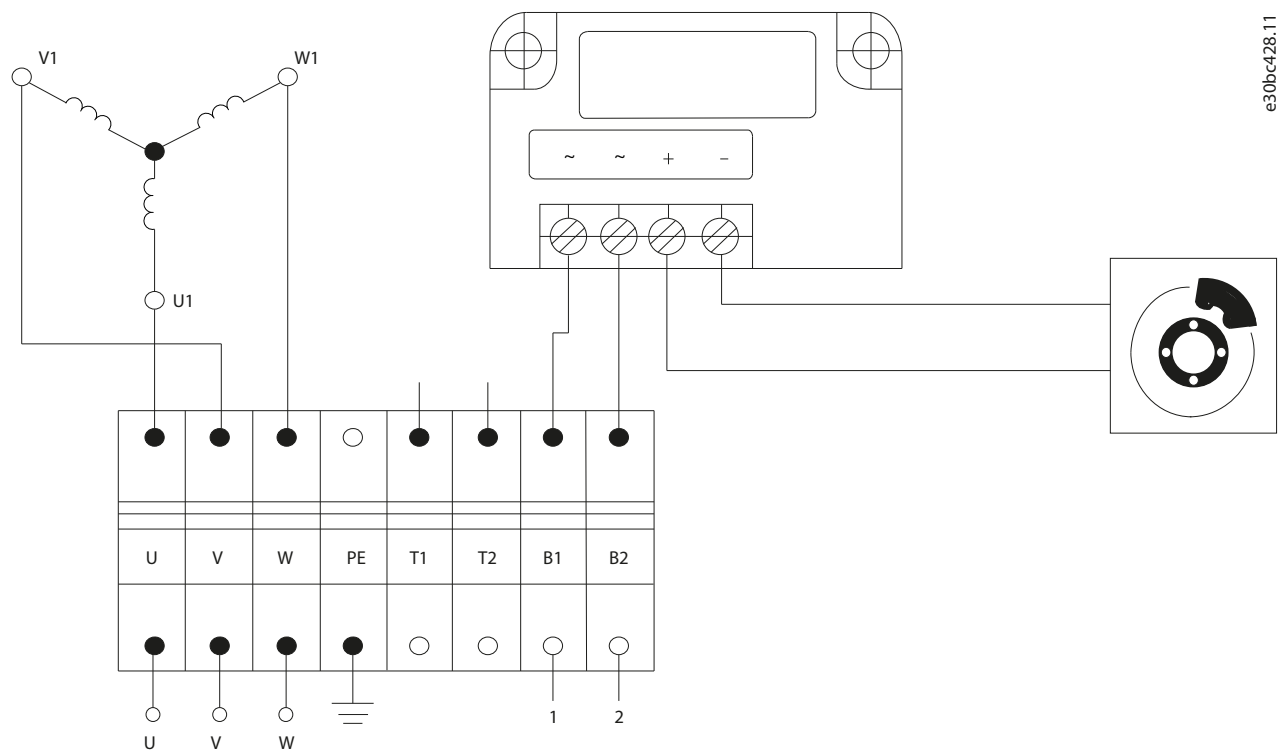 V1 W1
e30bc428.11
~ ~ + –
U1
U V W PE T1 T2 B1 B2
1 2
U V W